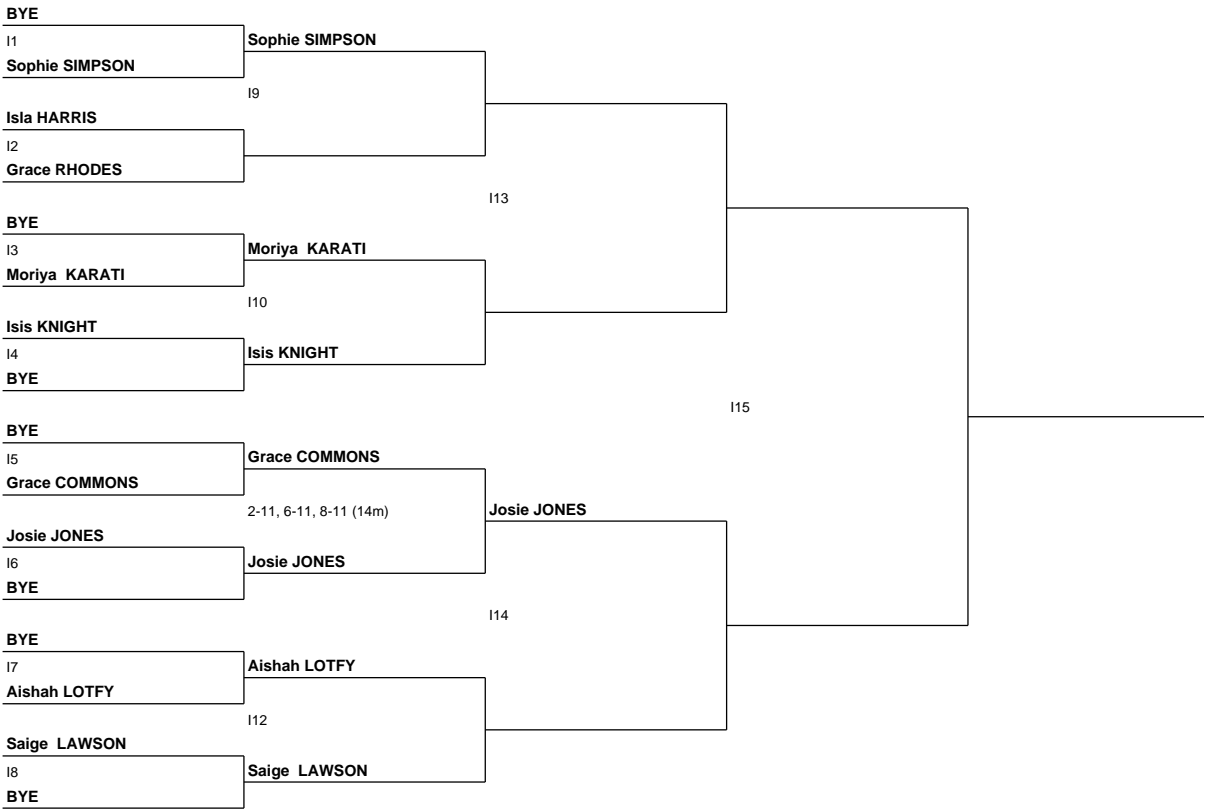 BYE
I1
Sophie SIMPSON
Sophie SIMPSON
I9
Isla HARRIS
I2
Grace RHODES
I13
BYE
I3
Moriya  KARATI
Moriya  KARATI
I10
Isis KNIGHT
I4
Isis KNIGHT
BYE
I15
BYE
I5
Grace COMMONS
Grace COMMONS
2-11, 6-11, 8-11 (14m)
Josie JONES
Josie JONES
I6
Josie JONES
BYE
I14
BYE
I7
Aishah LOTFY
Aishah LOTFY
I12
Saige  LAWSON
I8
Saige  LAWSON
BYE